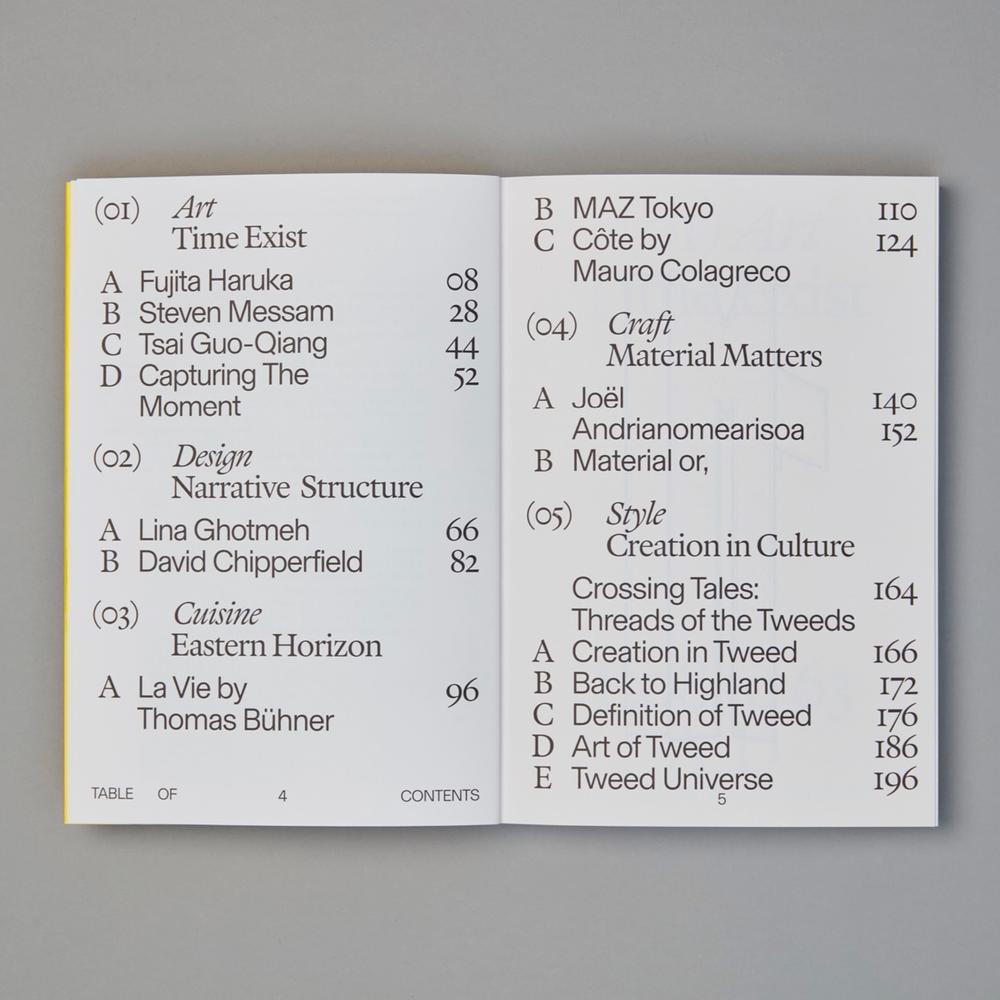 (01) Art
Time Exist
A Fujita Haruka 08
B Steven Messam 28
C Tsai Guo-Qiang 44
D Capturing The 52
Moment
(02) Design
Narrative Structure
A Lina Ghotmeh 66
B David Chipperfield 82
(03) Cuisine
Eastern Horizon
A La Vie by 96
Thomas Bühner
TABLE OF 4 CONTENTS
B MAZ Tokyo 110
C Côte by 124
Mauro Colagreco
(04) Craft
Material Matters
A Joël 140
Andrianomearisoa 152
B Material or,
(05) Style
Creation in Culture
Crossing Tales: 164
Threads of the Tweeds
A Creation in Tweed 166
B Back to Highland 172
C Definition of Tweed 176
D Art of Tweed 186
E Tweed Universe 196
5